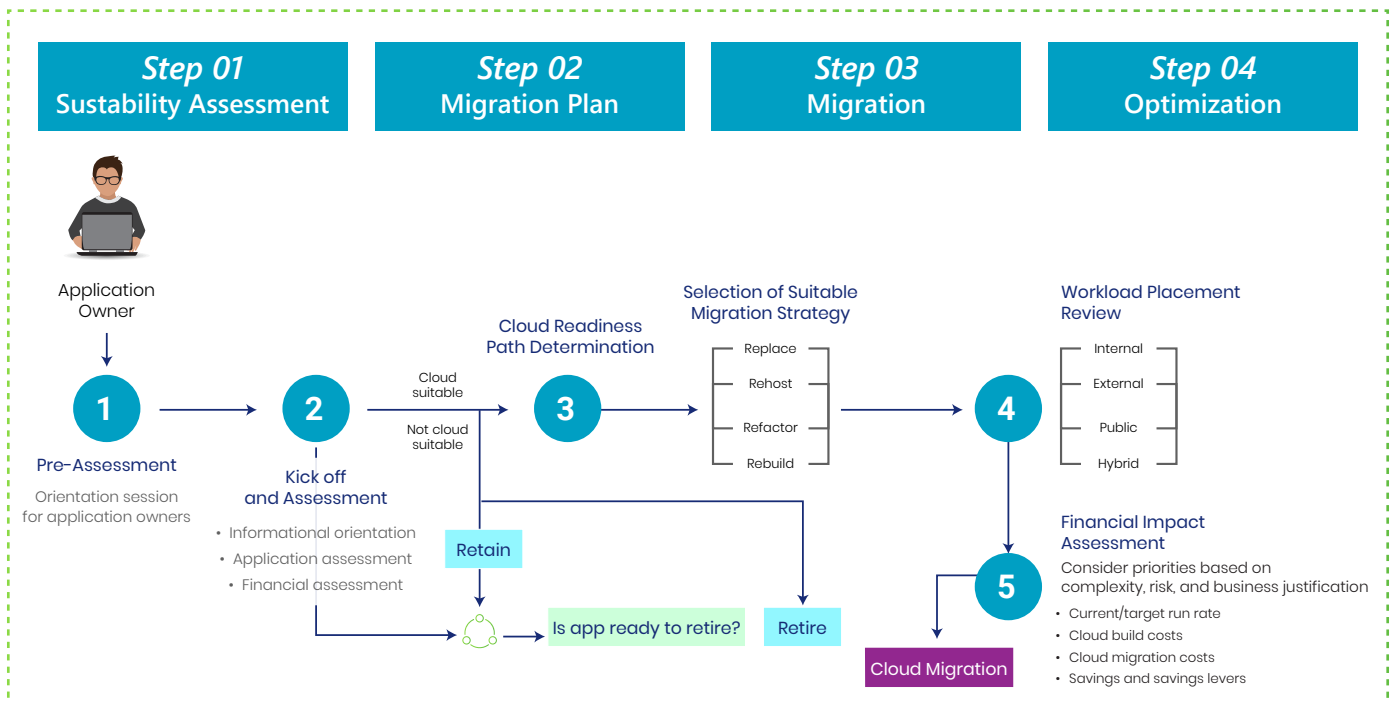 Step 01
Sustability Assessment
Step 02
Migration Plan
Step 03
Migration
Step 04
Optimization
Application
Owner
1
Pre-Assessment
Orientation session
for application owners
2
Kick off
and Assessment
• Informational orientation
• Application assessment
• Financial assessment
Cloud
suitable
Not cloud
suitable
Retain
Is app ready to retire?
Retire
Cloud Readiness
Path Determination
3
Selection of Suitable
Migration Strategy
Replace
Rehost
Refactor
Rebuild
4
Workload Placement
Review
Internal
External
Public
Hybrid
5
Financial Impact
Assessment
Consider priorities based on
complexity, risk, and business justification
• Current/target run rate
• Cloud build costs
• Cloud migration costs
• Savings and savings levers
Cloud Migration